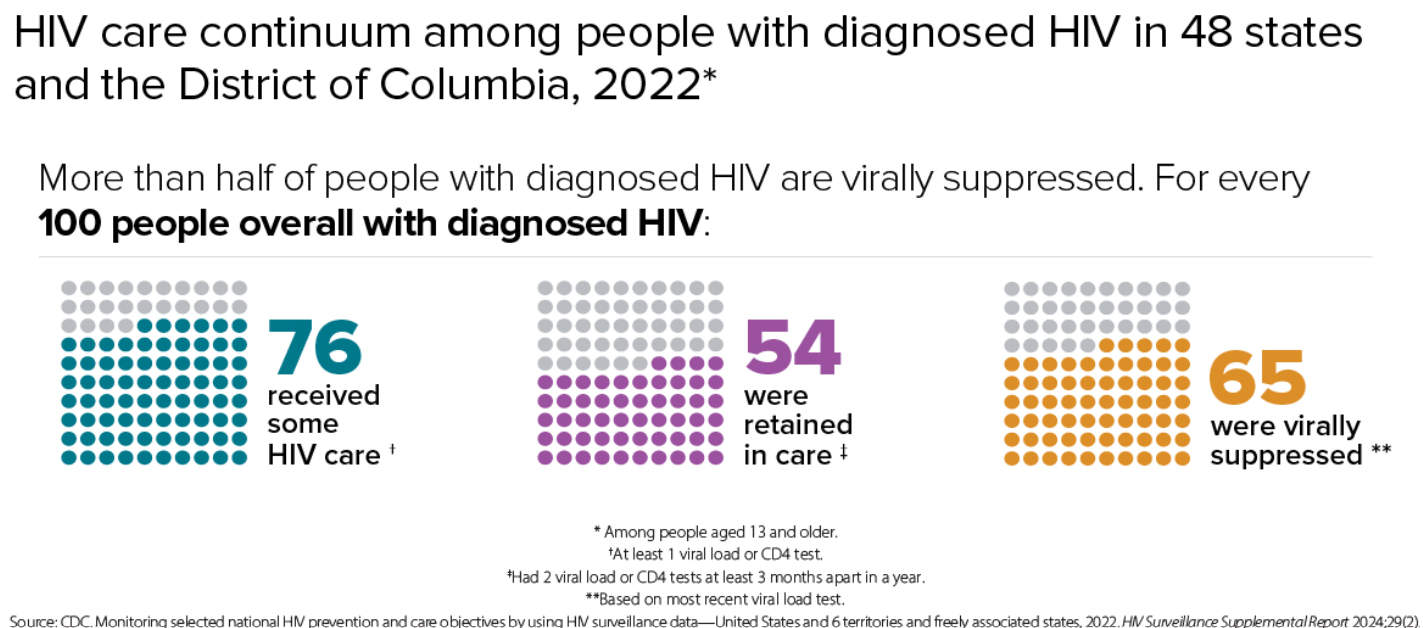 HIV care continuum among people with diagnosed HIV in 48 states
and the District of Columbia, 2022*
More than half of people with diagnosed HIV are virally suppressed. For every
100 people overall with diagnosed HIV:
76
received
some
HIV care †
54
were
retained
in care ‡
65
were virally
suppressed **
* Among people aged 13 and older.
†At least 1 viral load or CD4 test.
‡Had 2 viral load or CD4 tests at least 3 months apart in a year.
**Based on most recent viral load test.
Source: CDC. Monitoring selected national HIV prevention and care objectives by using HIV surveillance data—United States and 6 territories and freely associated states, 2022. HIV Surveillance Supplemental Report 2024;29(2).